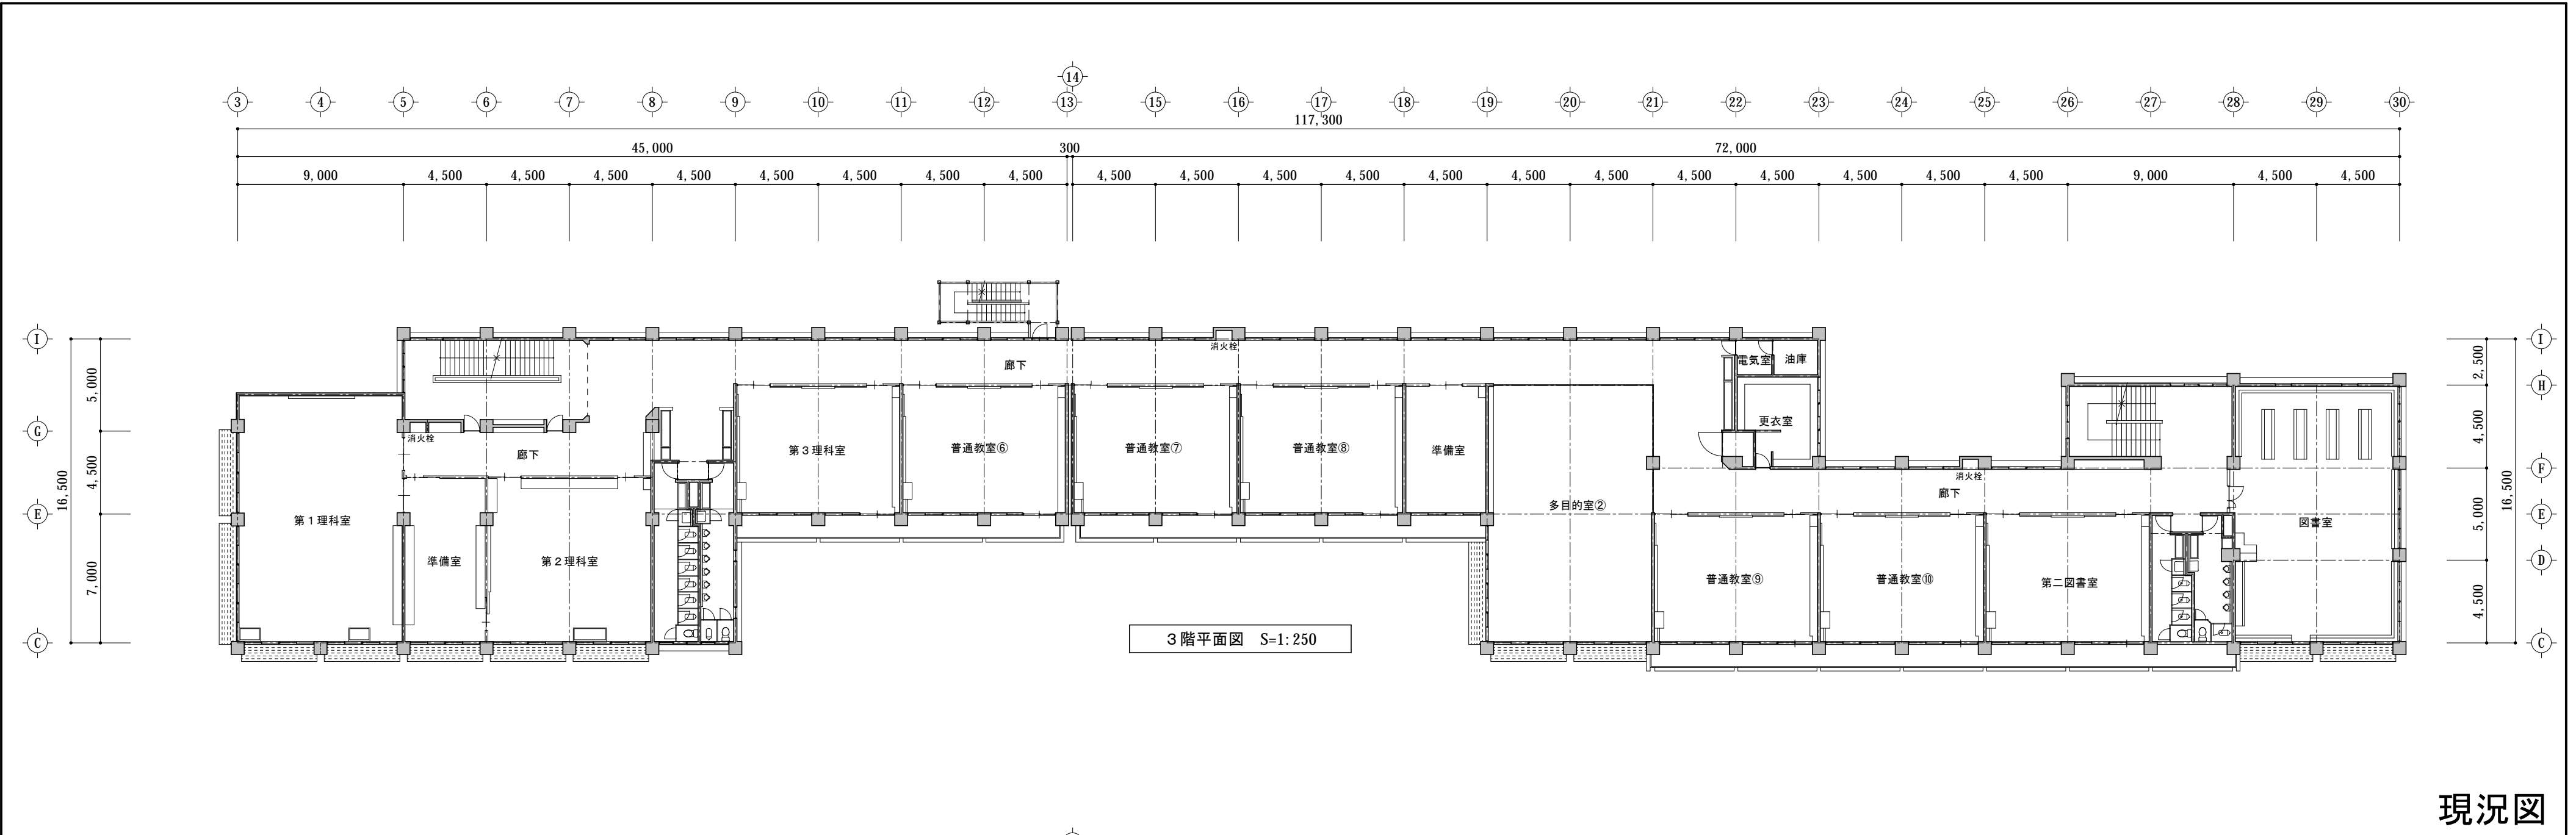 14
3 4 5 6 7 8 9 10 11 12 13 15 16 17 18 19 20 21 22 23 24 25 26 27 28 29 30
117,300
45,000 300 72,000
9,000 4,500 4,500 4,500 4,500 4,500 4,500 4,500 4,500 4,500 4,500 4,500 4,500 4,500 4,500 4,500 4,500 4,500 4,500 4,500 4,500 9,000 4,500 4,500
I
G
E
C
5,000
4,500
7,000
16,500
消火栓
廊下
第1理科室
準備室
第2理科室
第3理科室
普通教室⑥
廊下
消火栓
普通教室⑦
普通教室⑧
準備室
多目的室②
電気室
油庫
更衣室
消火栓
廊下
普通教室⑨
普通教室⑩
第二図書室
図書室
I
H
F
E
D
C
2,500
4,500
5,000
4,500
16,500
3階平面図 S=1:250
現況図